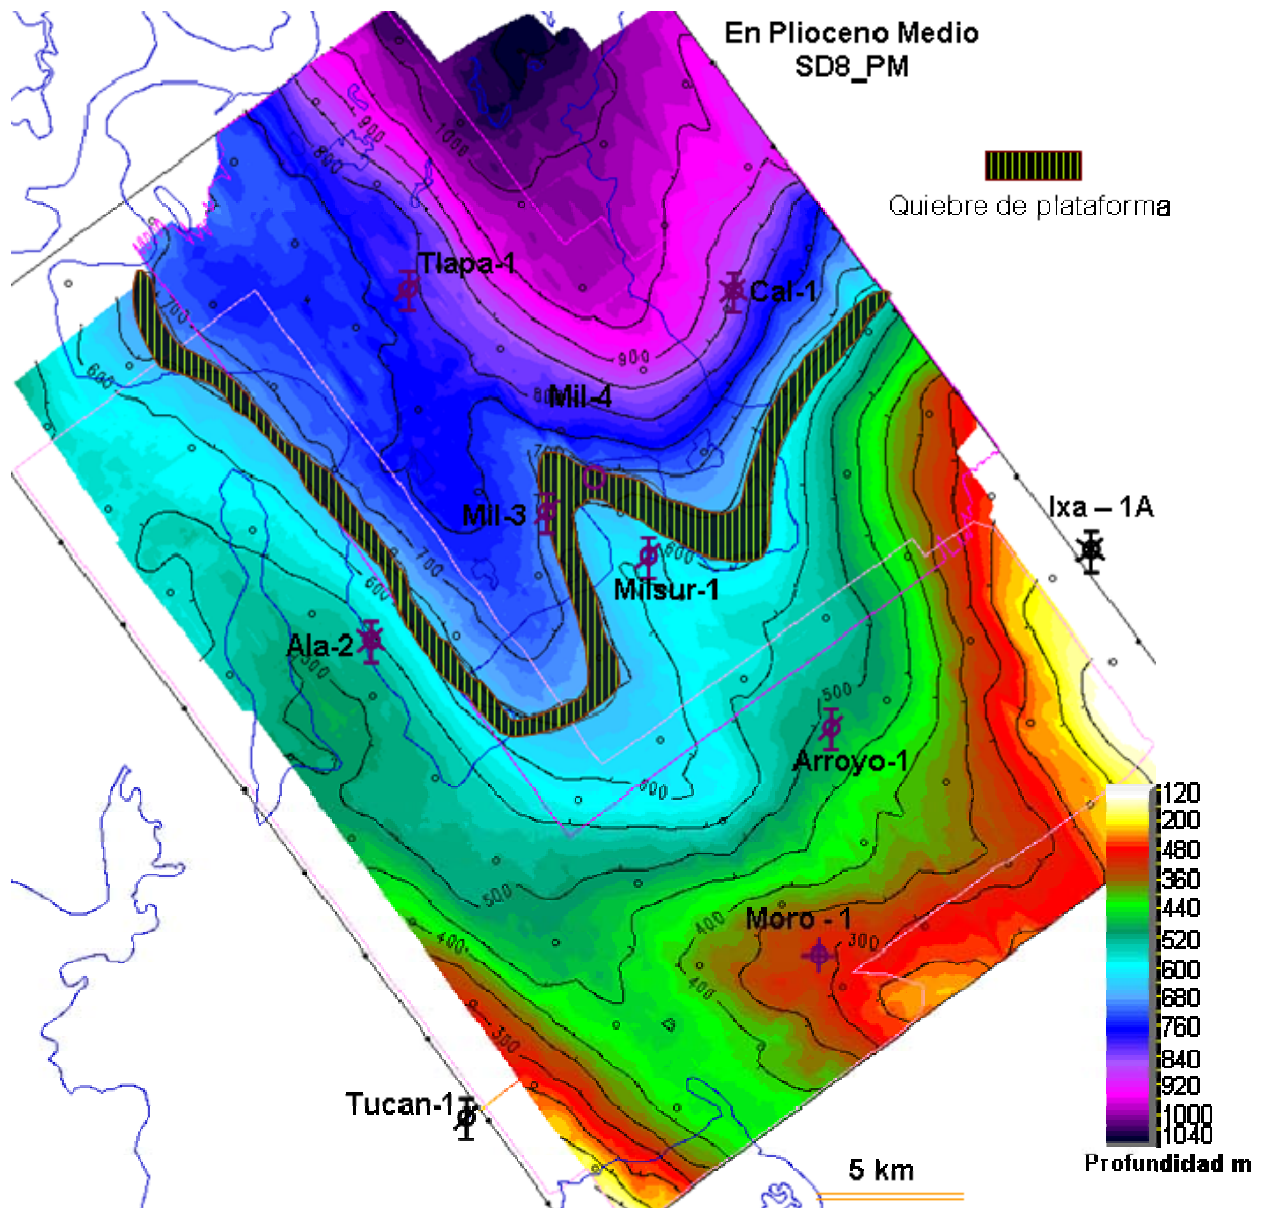 En Plioceno Medio
SD8_PM
Quiebre de plataforma
900
1000
800
Tlapa-1
Cal-1
700
600
900
Mil-4
700
Mil-3
Ixa – 1A
600
700
600
Milsur-1
Ala-2
500
500
Arroyo-1
600
500
400
Moro - 1
300
400
400
300
Tucan-1
5 km
120
200
480
360
440
520
600
680
760
840
920
1000
1040
Profundidad m